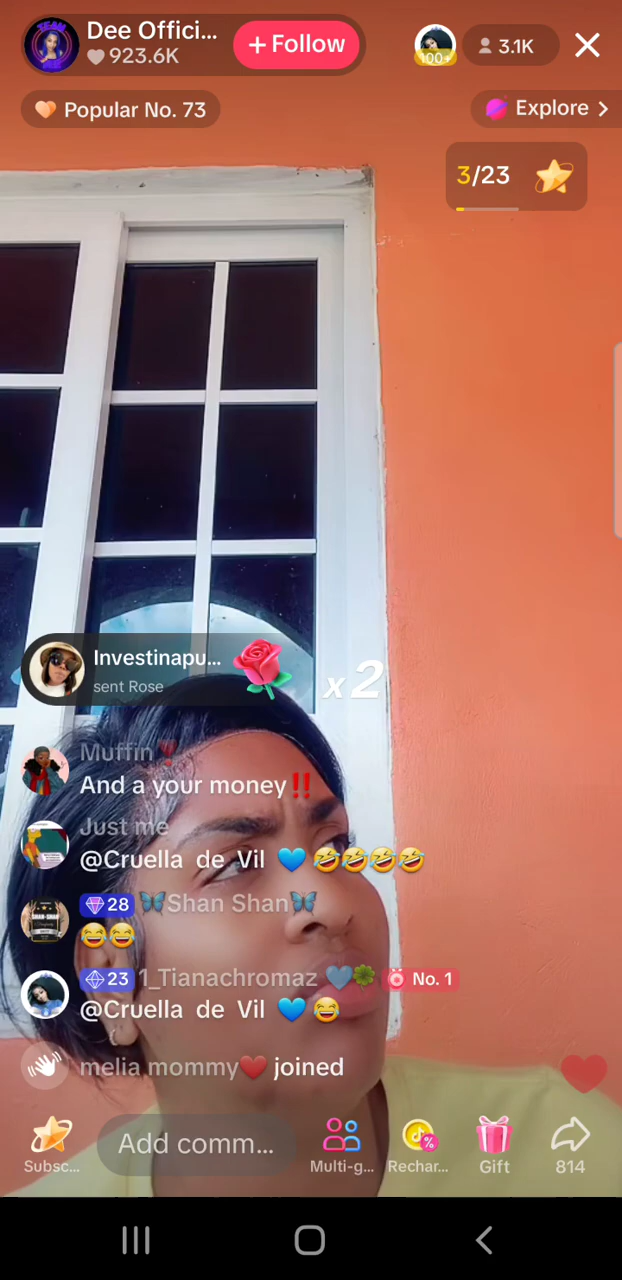 Dee Offici...
923.6K
+ Follow
100+
3.1K
Popular No. 73
Explore >
3/23
Investinapu...
sent Rose
x2
Muffin❣️
And a your money‼️
Just me
@Cruella de Vil 💙🤣🤣🤣🤣
28 🦋Shan Shan🦋
😂😂
23 1_Tianachromaz 💙🍀 No. 1
@Cruella de Vil 💙😂
melia mommy❤️ joined
Add comm...
Subsc...
Multi-g...
Rechar...
Gift
814